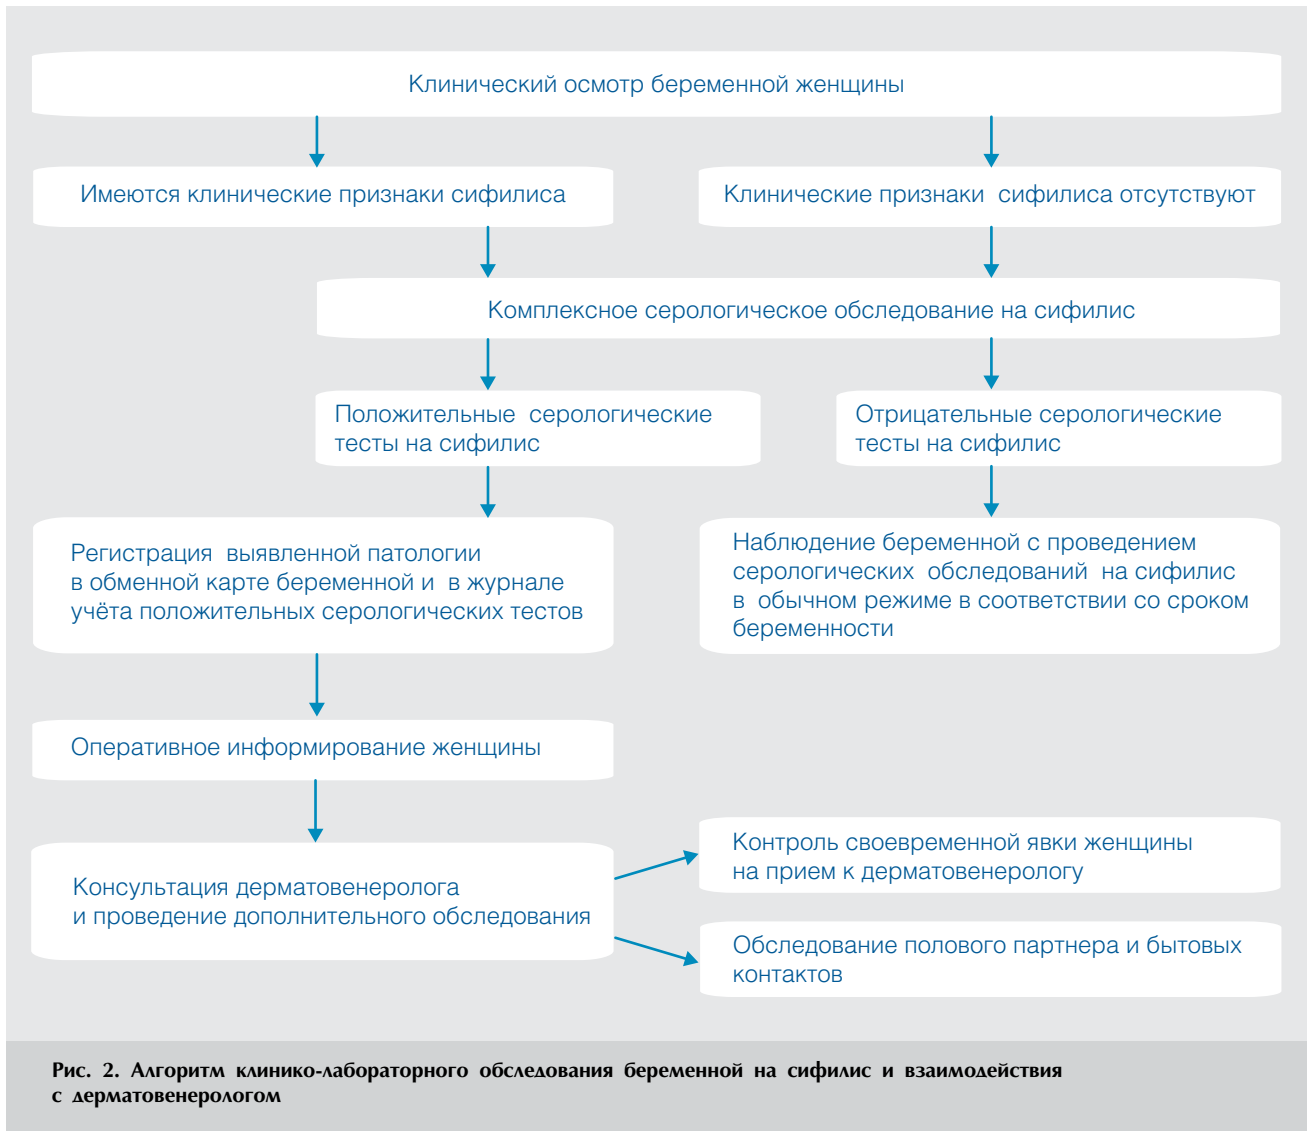 Клинический осмотр беременной женщины
Имеются клинические признаки сифилиса
Клинические признаки сифилиса отсутствуют
Комплексное серологическое обследование на сифилис
Положительные серологические
тесты на сифилис
Отрицательные серологические
тесты на сифилис
Регистрация выявленной патологии
в обменной карте беременной и в журнале
учёта положительных серологических тестов
Наблюдение беременной с проведением
серологических обследований на сифилис
в обычном режиме в соответствии со сроком
беременности
Оперативное информирование женщины
Консультация дерматовенеролога
и проведение дополнительного обследования
Контроль своевременной явки женщины
на прием к дерматовенерологу
Обследование полового партнера и бытовых
контактов
Рис. 2. Алгоритм клинико-лабораторного обследования беременной на сифилис и взаимодействия
с дерматовенерологом